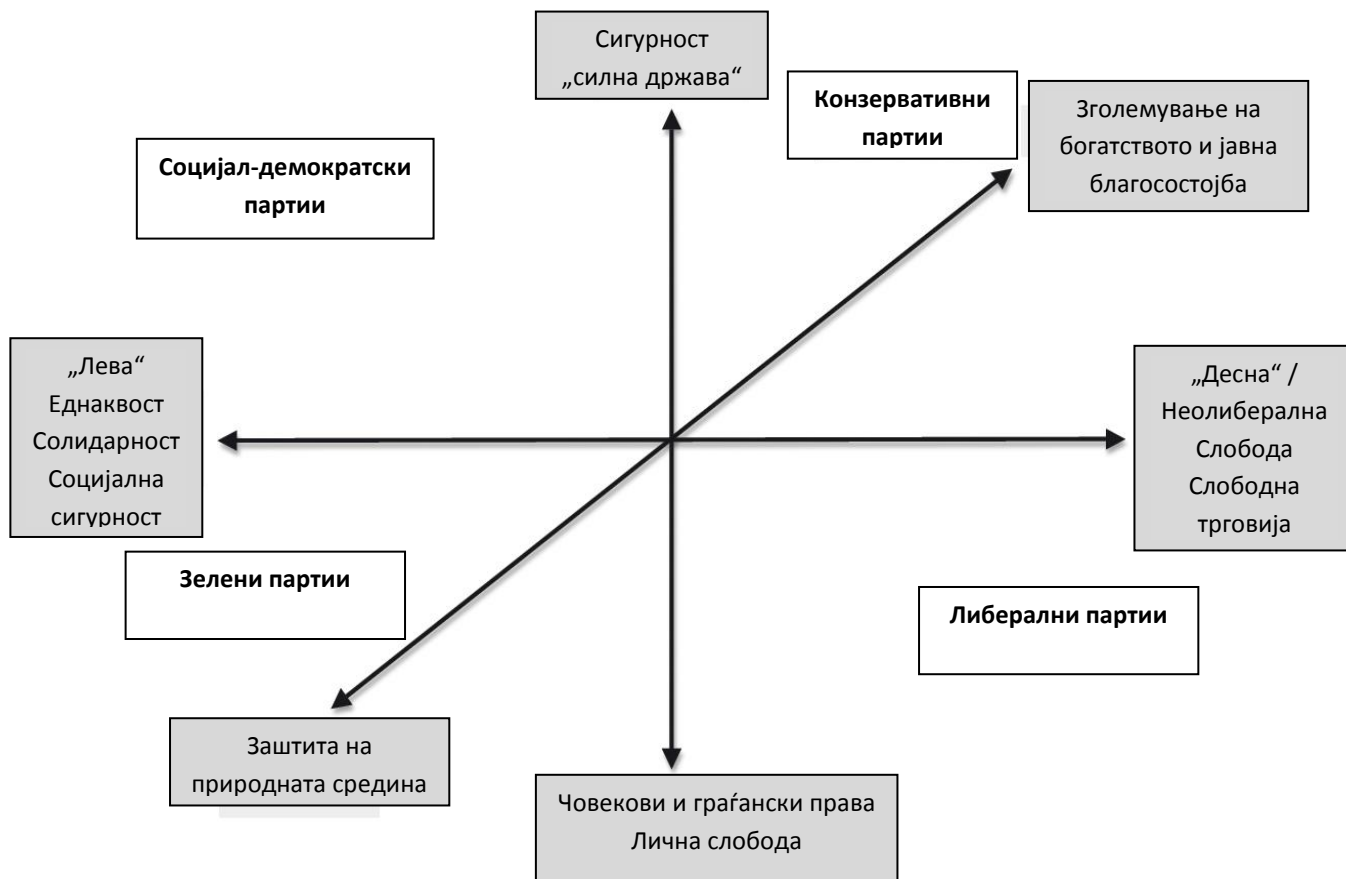 Сигурност
„силна држава“
Конзервативни
партии
Зголемување на
богатството и јавна
благосостојба
Социјал-демократски
партии
„Лева“
Еднаквост
Солидарност
Социјална
сигурност
„Десна“ /
Неолиберална
Слобода
Слободна
трговија
Зелени партии
Либерални партии
Заштита на
природната средина
Човекови и граѓански права
Лична слобода